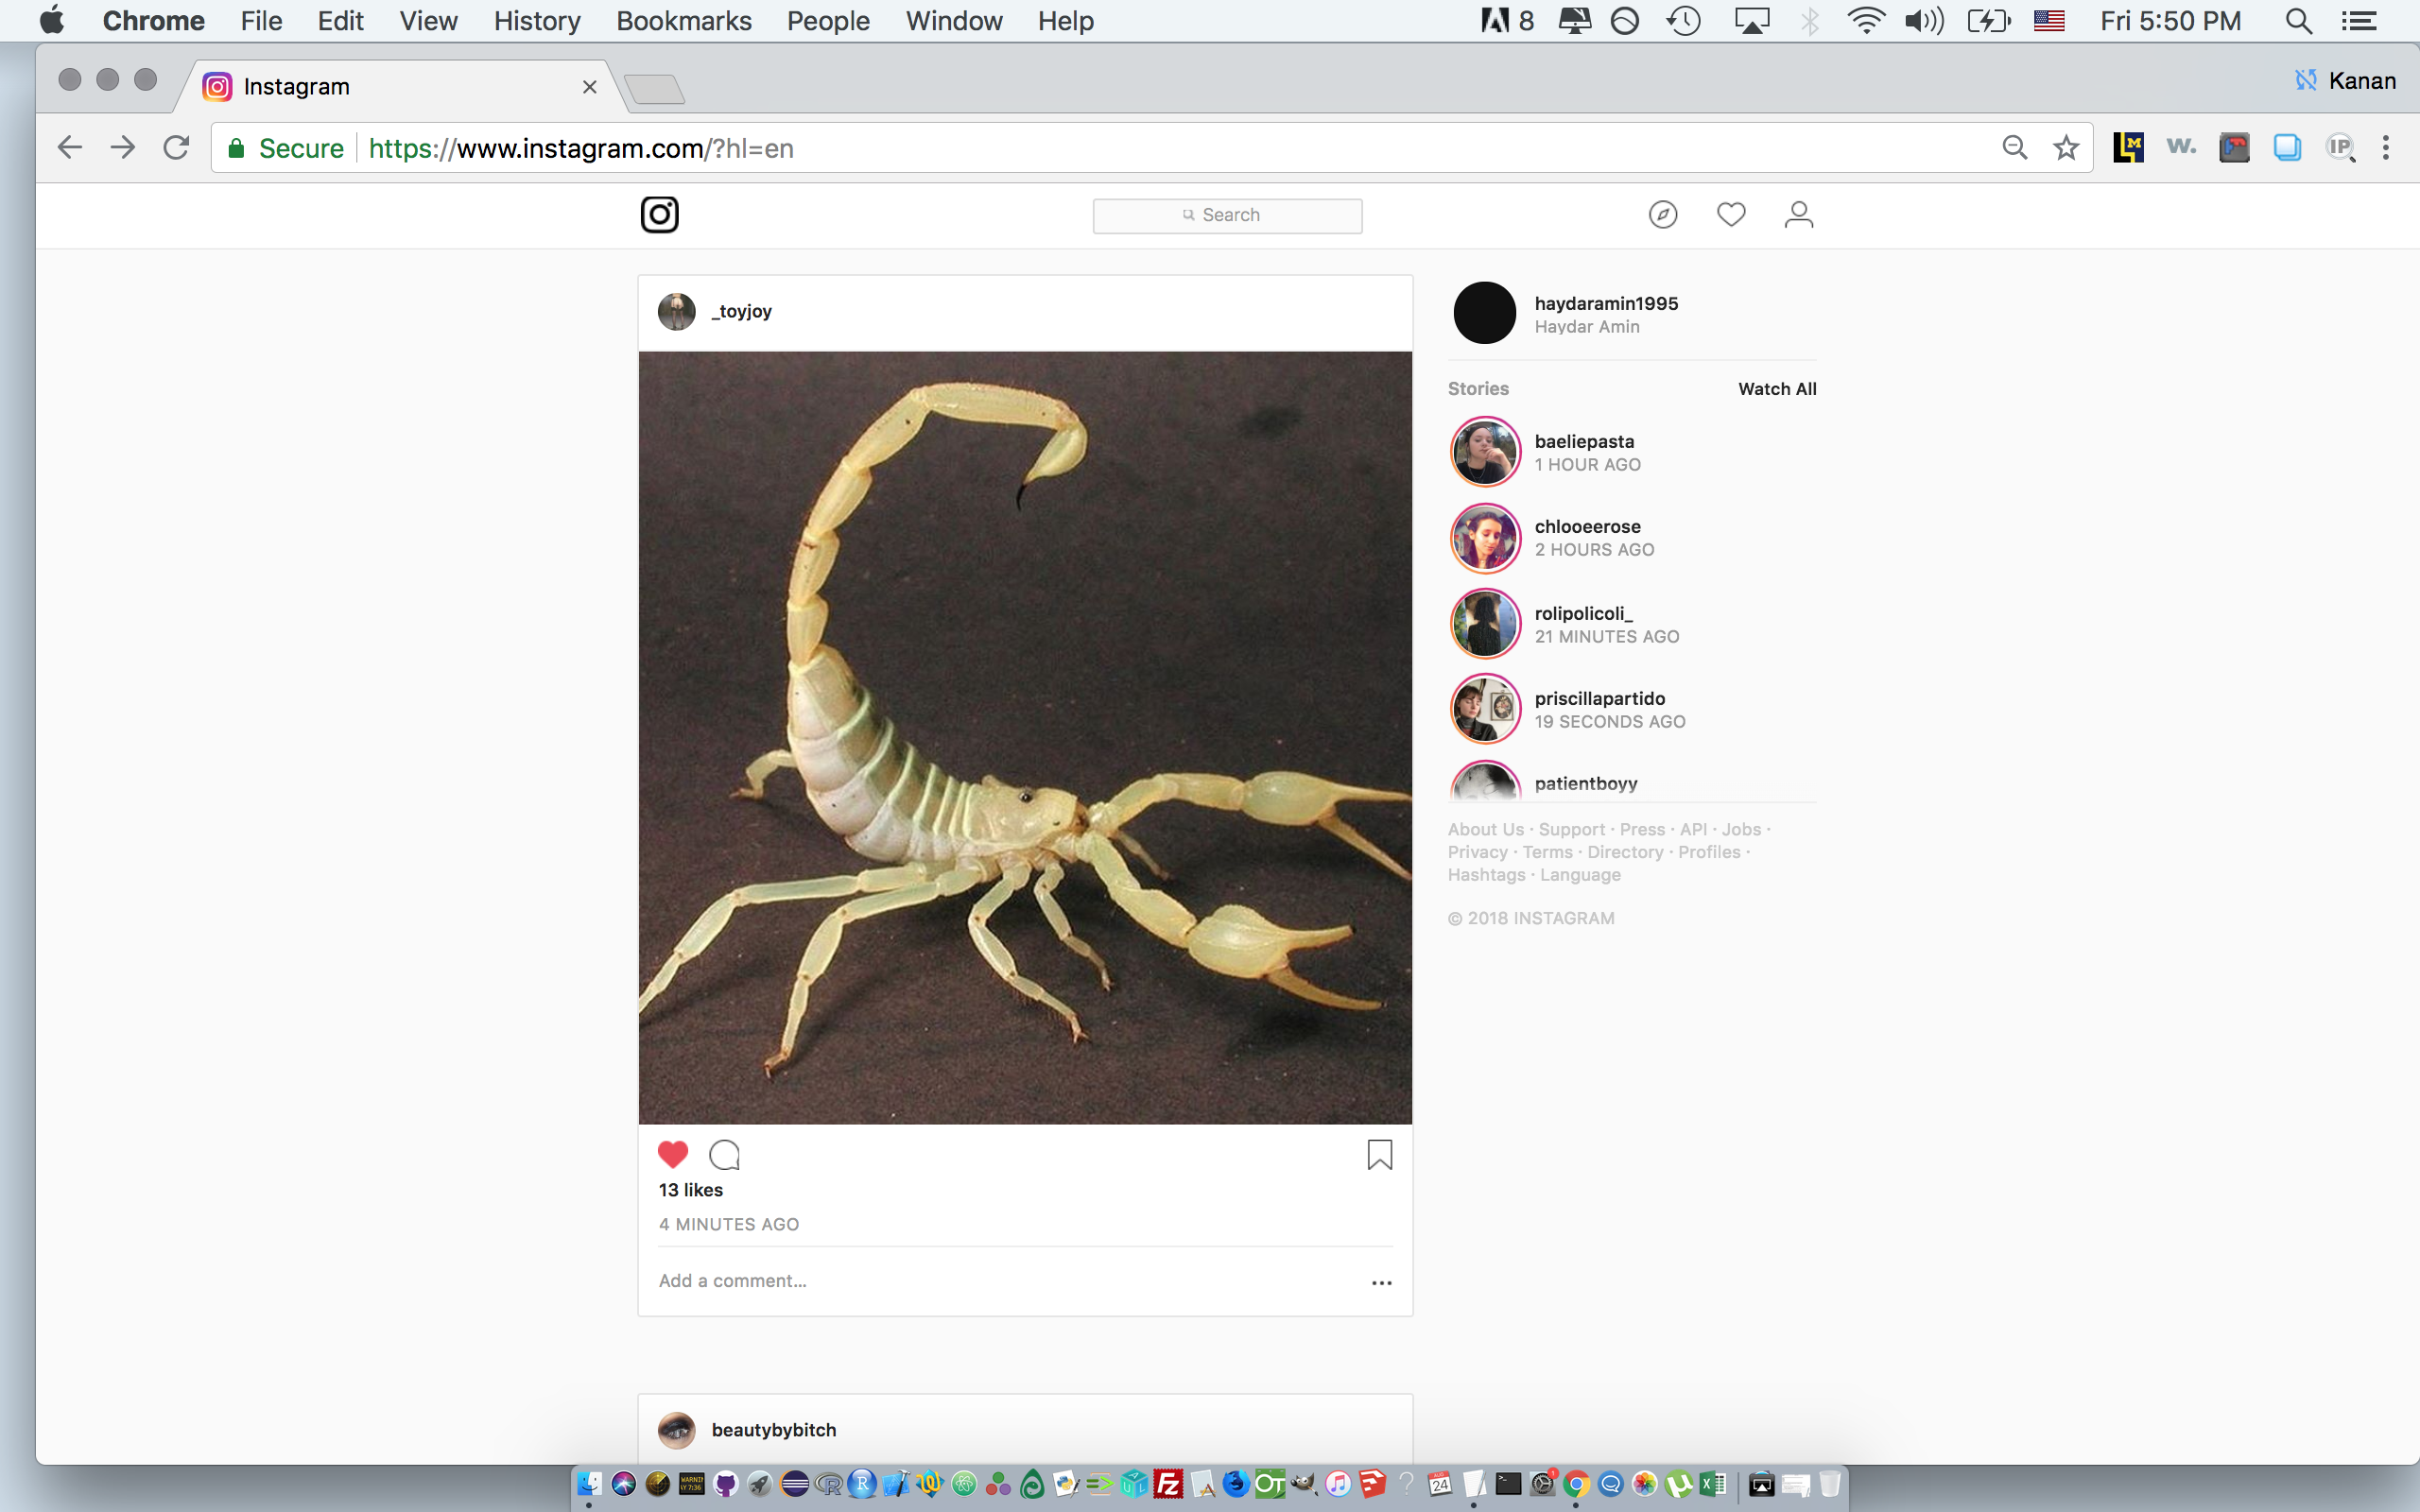 Chrome File Edit View History Bookmarks People Window Help 8 Fri 5:50 PM
Instagram Kanan
Secure https://www.instagram.com/?hl=en w. IP
Search
_toyjoy
haydaramin1995
Haydar Amin
Stories Watch All
baeliepasta
1 HOUR AGO
chlooeerose
2 HOURS AGO
rolipolicoli_
21 MINUTES AGO
priscillapartido
19 SECONDS AGO
patientboyy
About Us · Support · Press · API · Jobs ·
Privacy · Terms · Directory · Profiles ·
Hashtags · Language
© 2018 INSTAGRAM
13 likes
4 MINUTES AGO
Add a comment...
beautybybitch